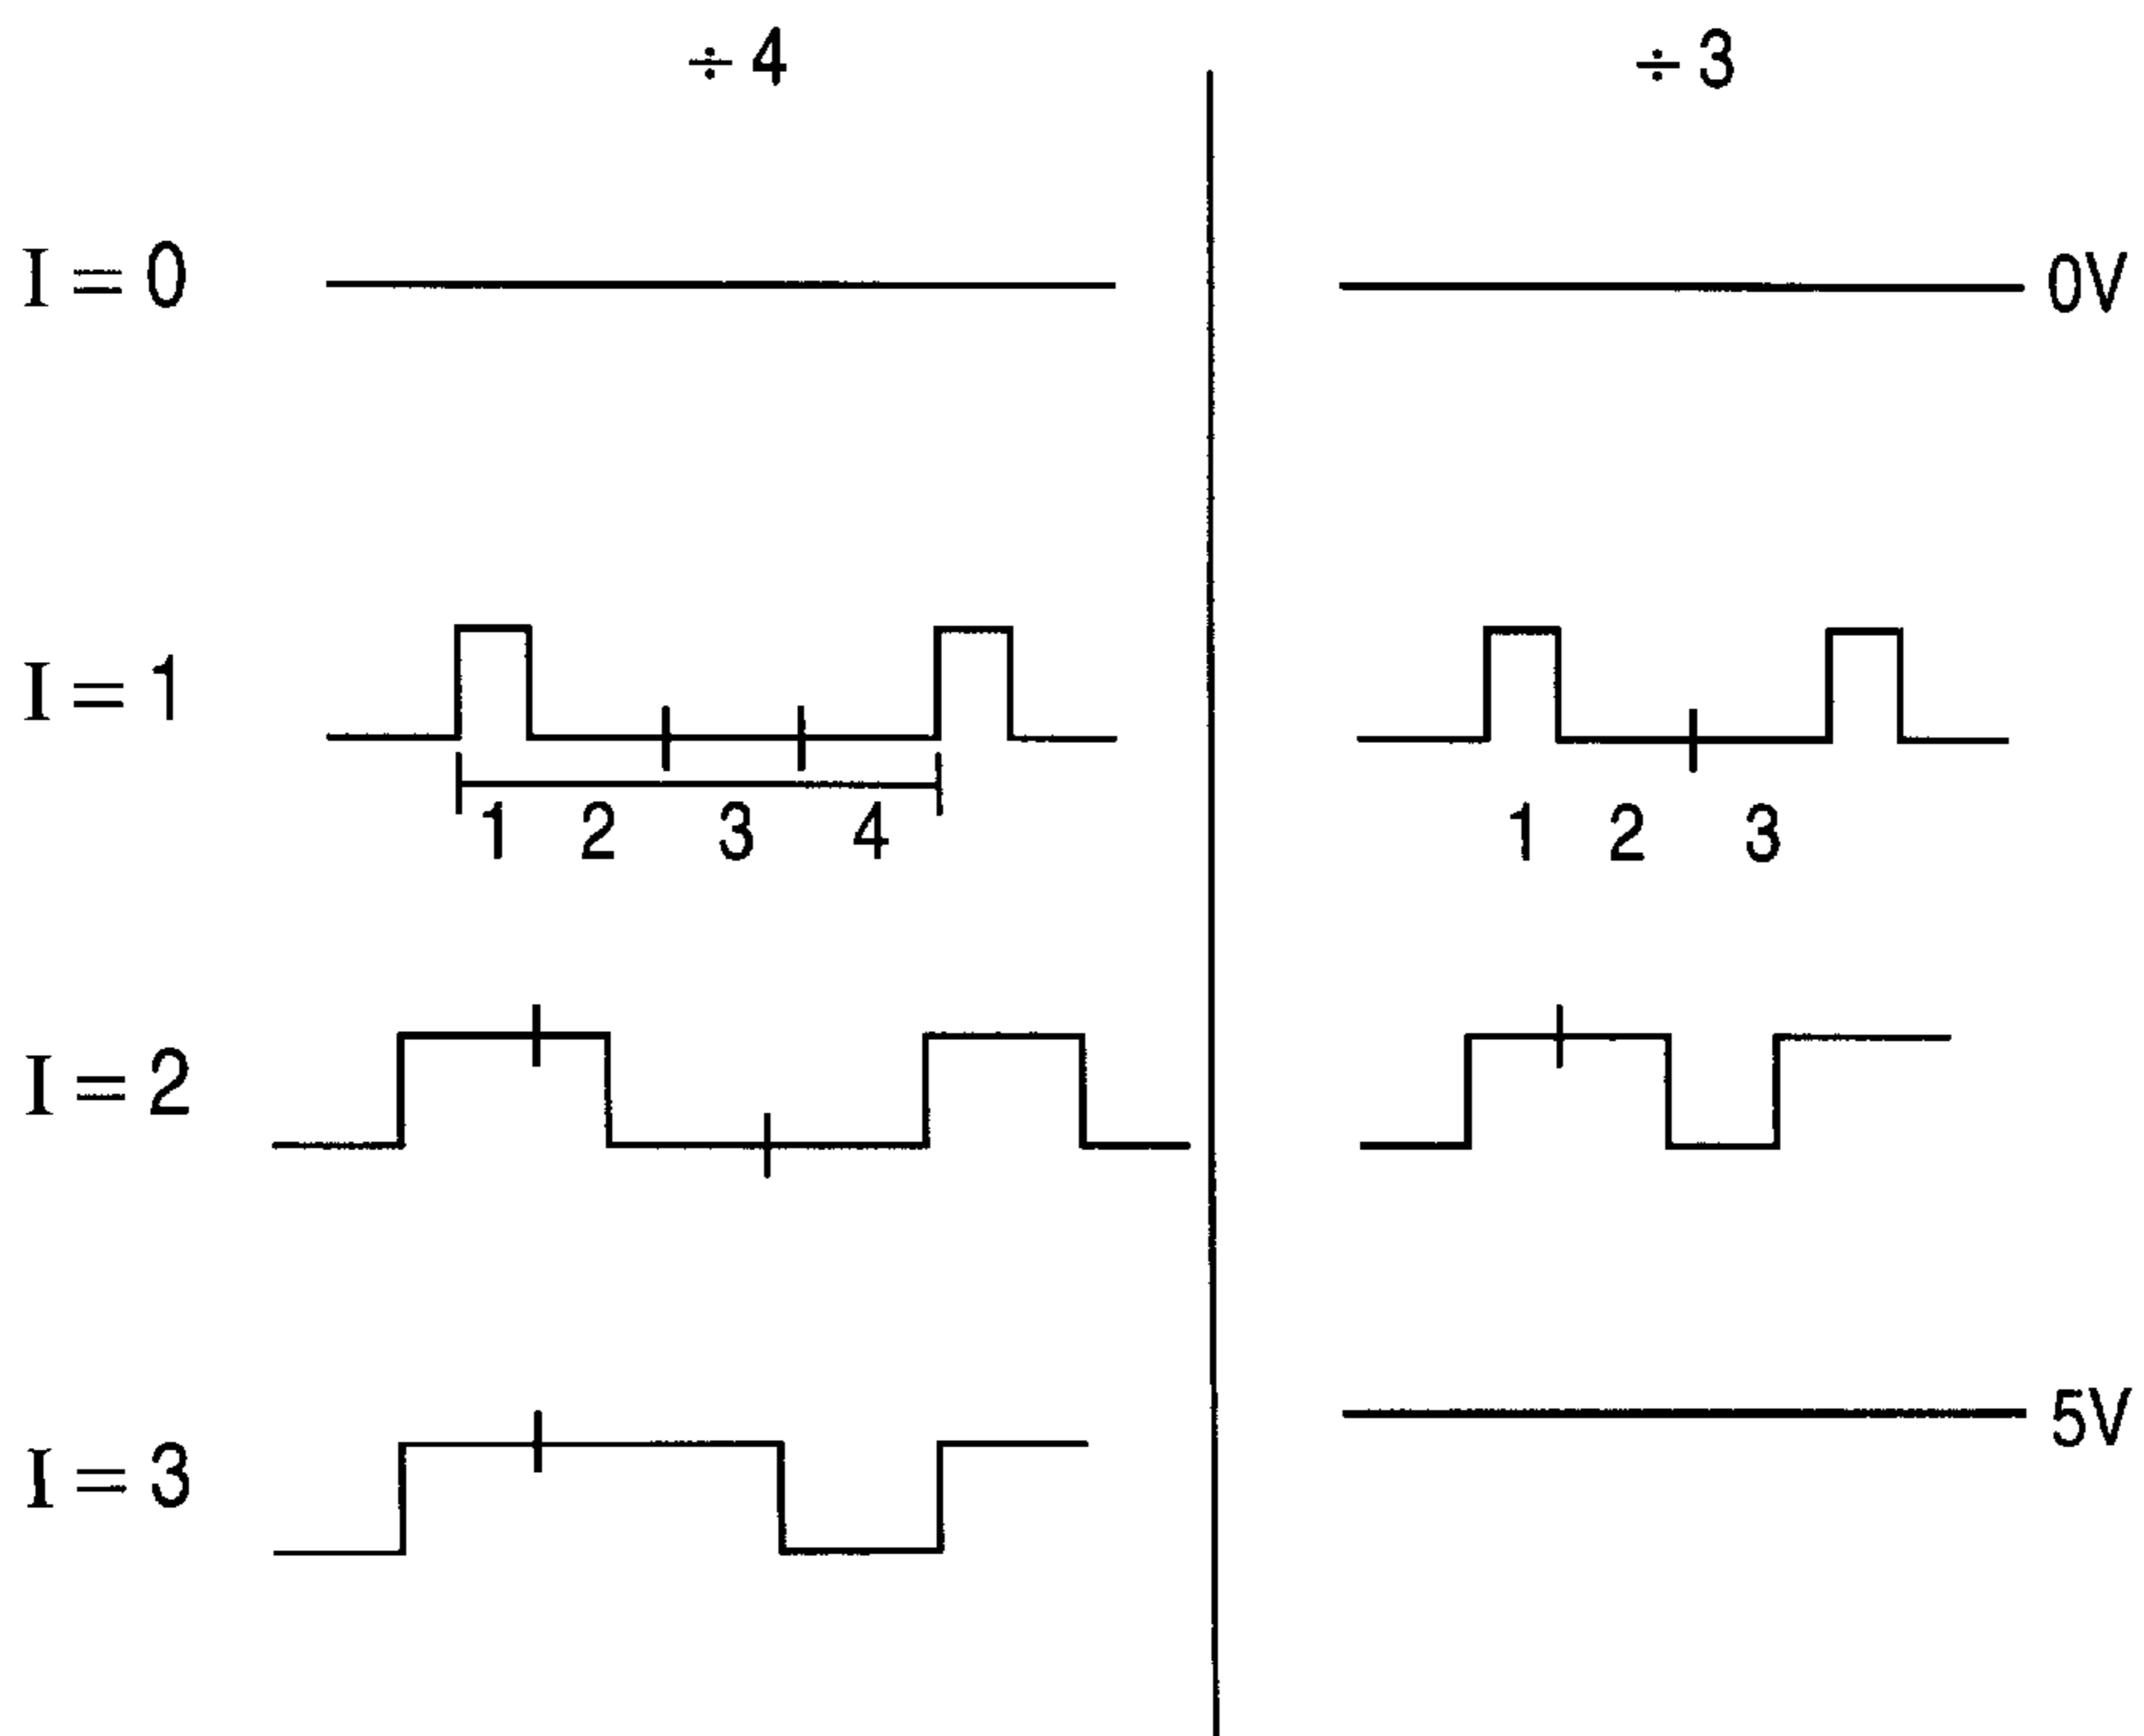 ÷ 4
÷ 3
I = 0
0V
I = 1
1 2 3 4
1 2 3
I = 2
I = 3
5V